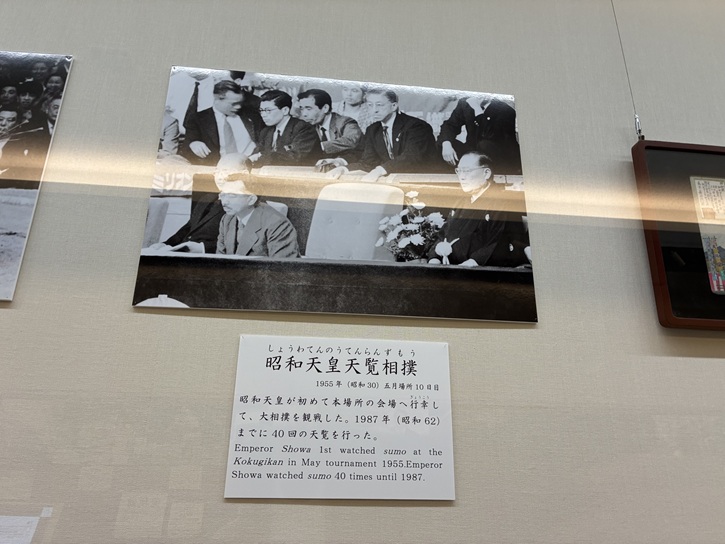 しょうわてんのうてんらんずもう
昭和天皇天覧相撲
1955年（昭和30）五月場所10日目
ぎょうこう
昭和天皇が初めて本場所の会場へ行幸し
て、大相撲を観戦した。1987年（昭和62）
までに40回の天覧を行った。
Emperor Showa 1st watched sumo at the
Kokugikan in May tournament 1955.Emperor
Showa watched sumo 40 times until 1987.